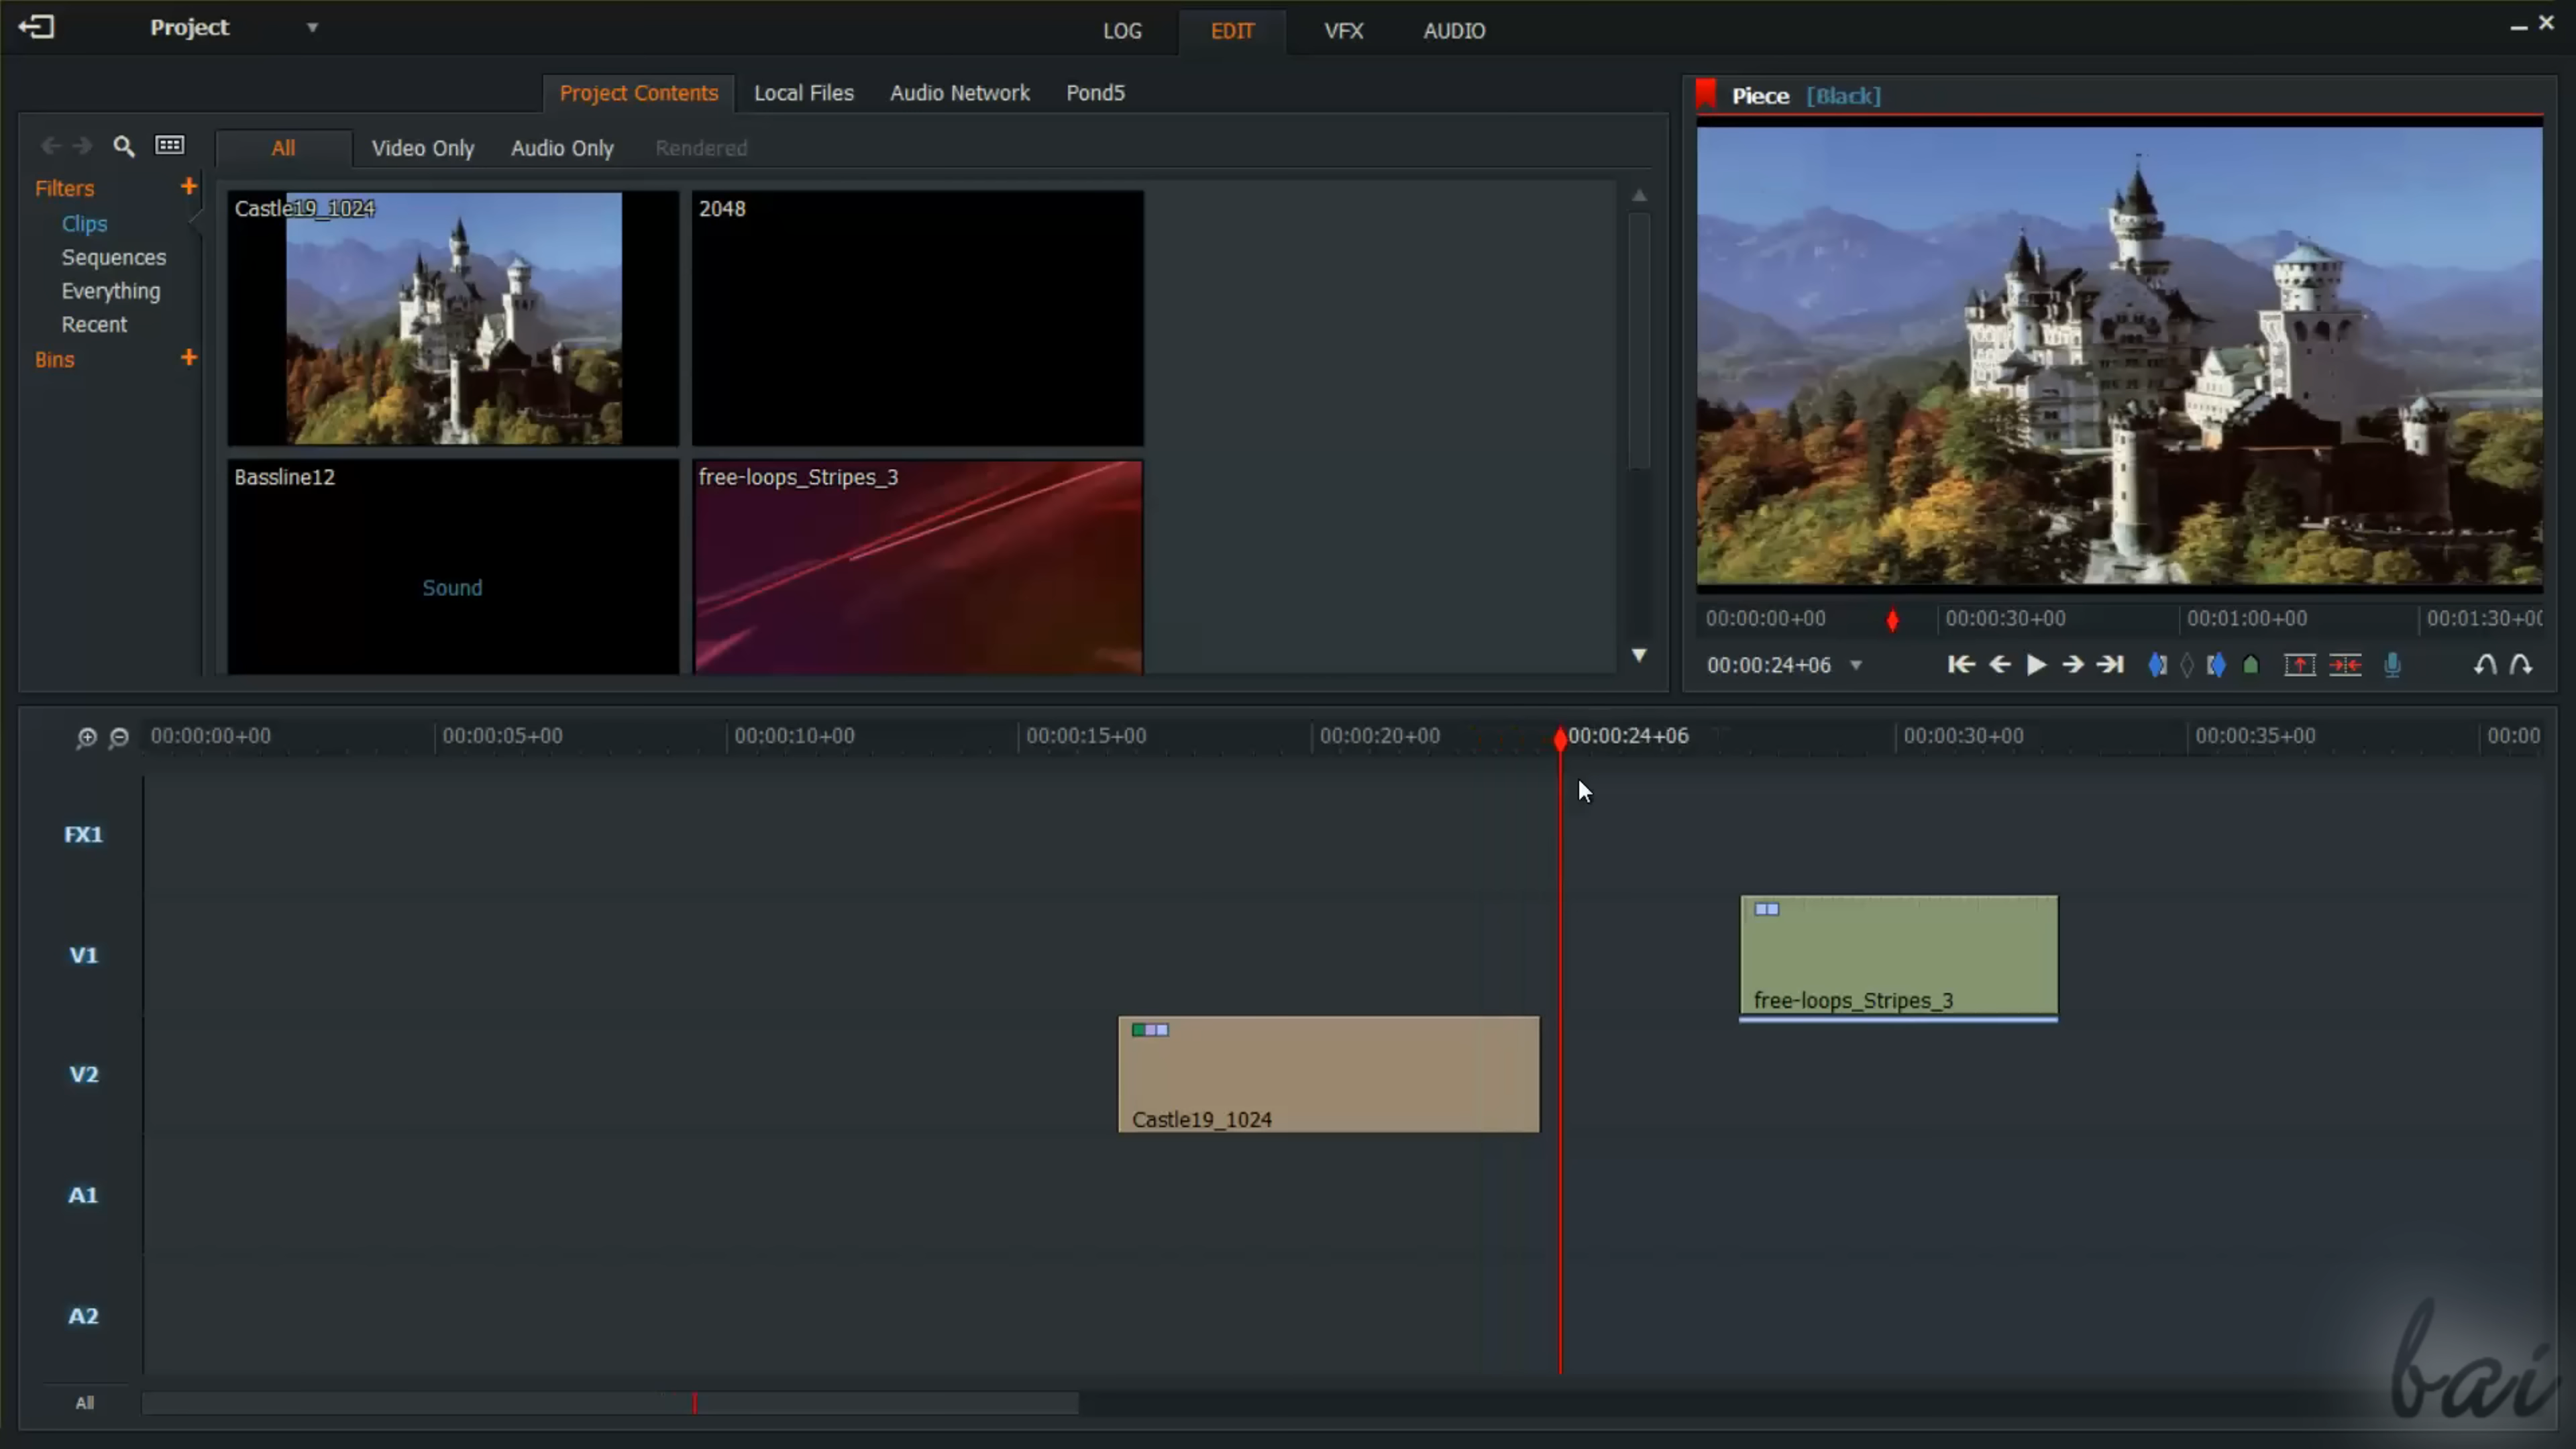 Project
LOG EDIT VFX AUDIO
Project Contents Local Files Audio Network Pond5
Piece [Black]
All Video Only Audio Only Rendered
Filters +
Clips
Sequences
Everything
Recent
Bins +
Castle19_1024
2048
Bassline12
Sound
free-loops_Stripes_3
00:00:00+00 00:00:30+00 00:01:00+00 00:01:30+00
00:00:24+06
00:00:00+00 00:00:05+00 00:00:10+00 00:00:15+00 00:00:20+00 00:00:24+06 00:00:30+00 00:00:35+00 00:00
FX1
V1
free-loops_Stripes_3
V2
Castle19_1024
A1
A2
All
bai